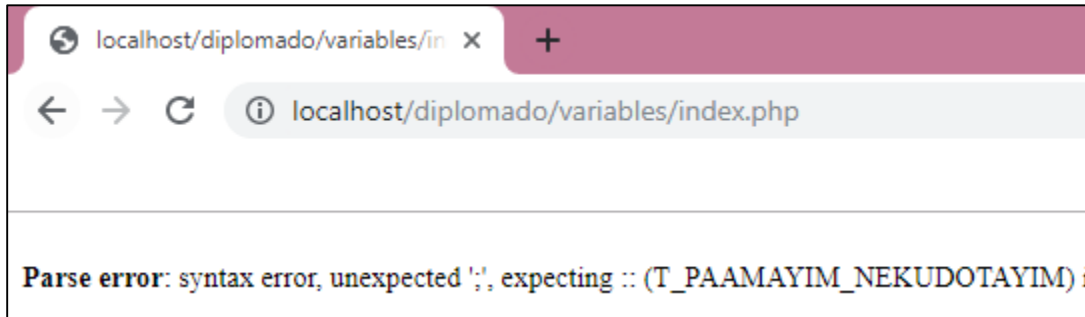 localhost/diplomado/variables/in
localhost/diplomado/variables/index.php
Parse error: syntax error, unexpected ';', expecting :: (T_PAAMAYIM_NEKUDOTAYIM) i